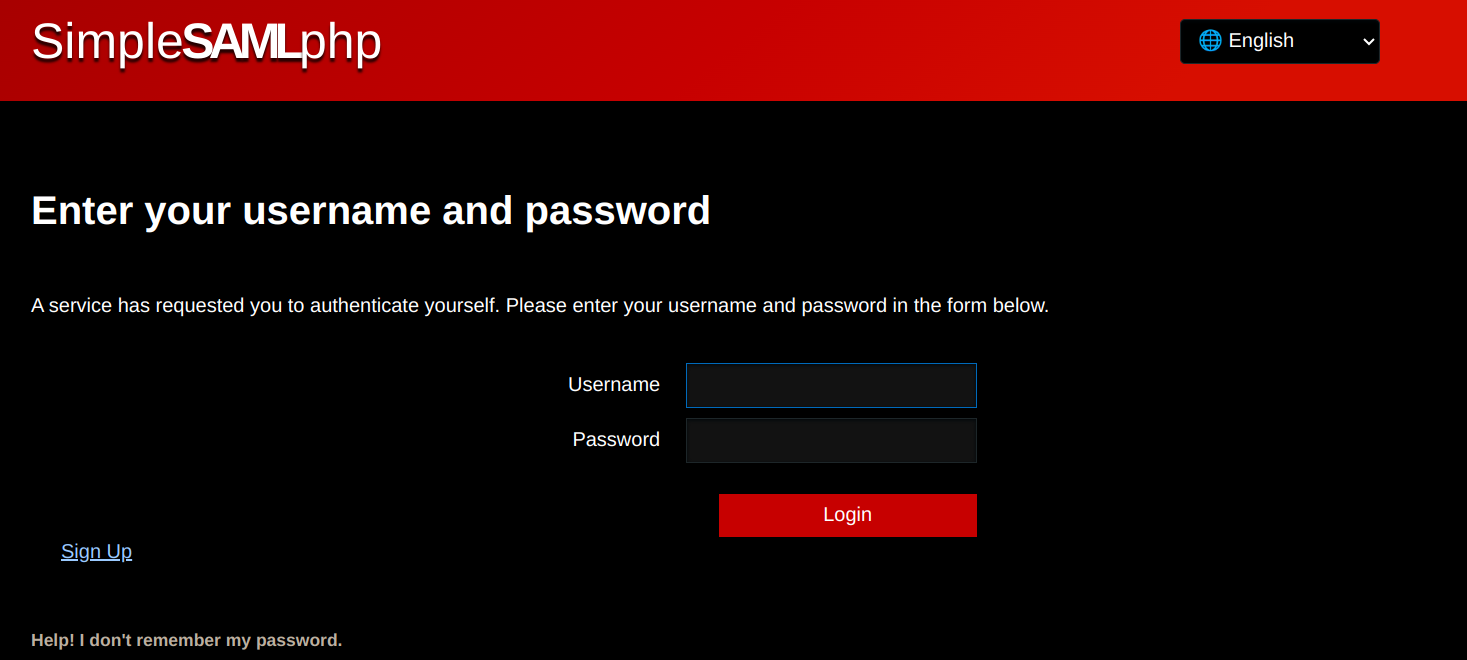 SimpleSAMLphp
English
Enter your username and password
A service has requested you to authenticate yourself. Please enter your username and password in the form below.
Username
Password
Login
Sign Up
Help! I don't remember my password.